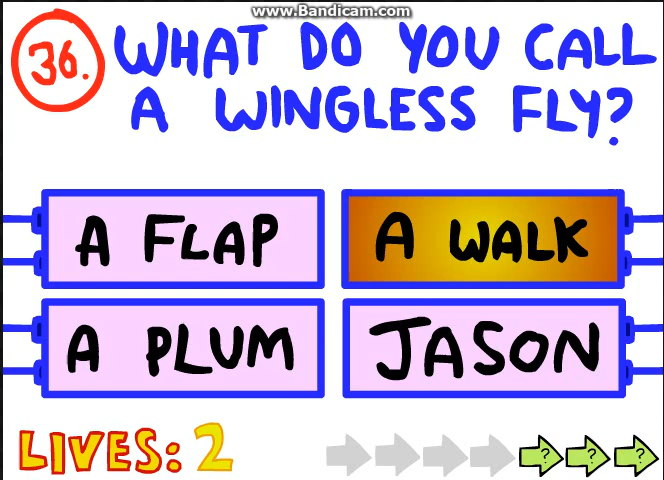 www.Bandicam.com
36. WHAT DO YOU CALL
A WINGLESS FLY?
A FLAP
A WALK
A PLUM
JASON
LIVES: 2
? ? ?